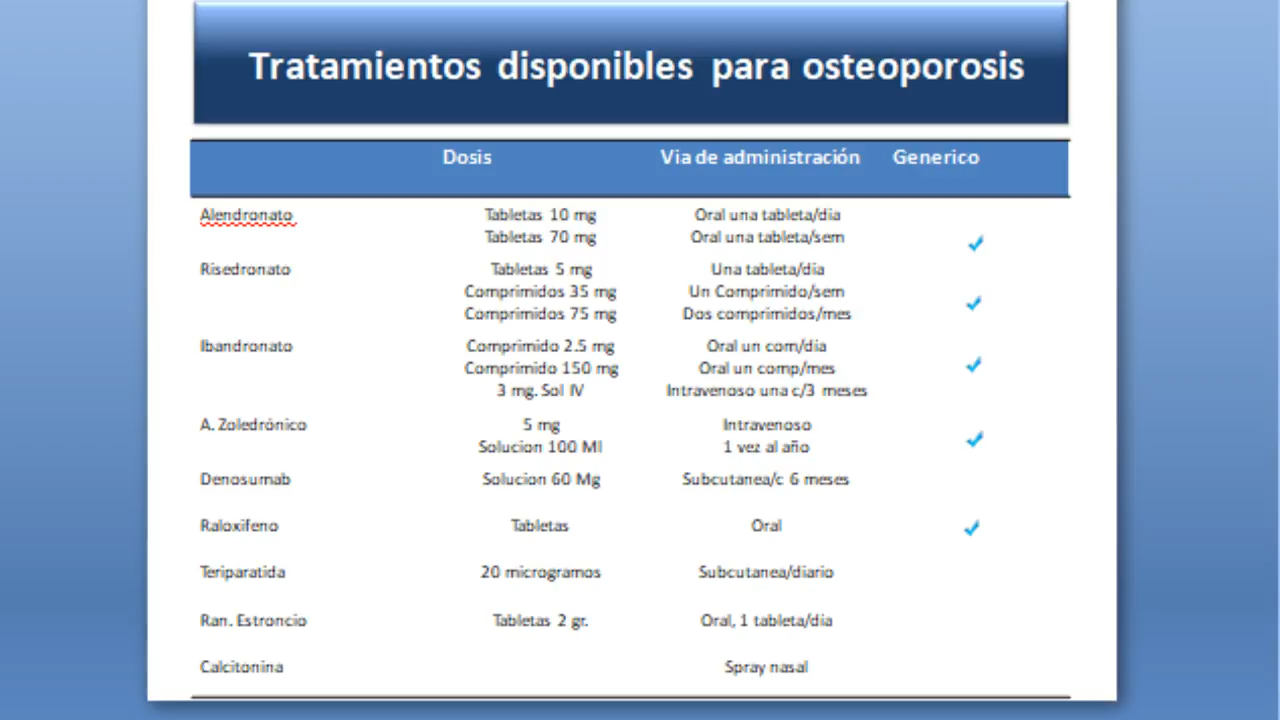 Tratamientos disponibles para osteoporosis
Dosis Via de administración Generico
Alendronato Tabletas 10 mg Oral una tableta/dia
Tabletas 70 mg Oral una tableta/sem
Risedronato Tabletas 5 mg Una tableta/dia
Comprimidos 35 mg Un Comprimido/sem
Comprimidos 75 mg Dos comprimidos/mes
Ibandronato Comprimido 2.5 mg Oral un com/dia
Comprimido 150 mg Oral un comp/mes
3 mg. Sol IV Intravenoso una c/3 meses
A. Zoledrónico 5 mg Intravenoso
Solucion 100 Ml 1 vez al año
Denosumab Solucion 60 Mg Subcutanea/c 6 meses
Raloxifeno Tabletas Oral
Teriparatida 20 microgramos Subcutanea/diario
Ran. Estroncio Tabletas 2 gr. Oral, 1 tableta/dia
Calcitonina Spray nasal